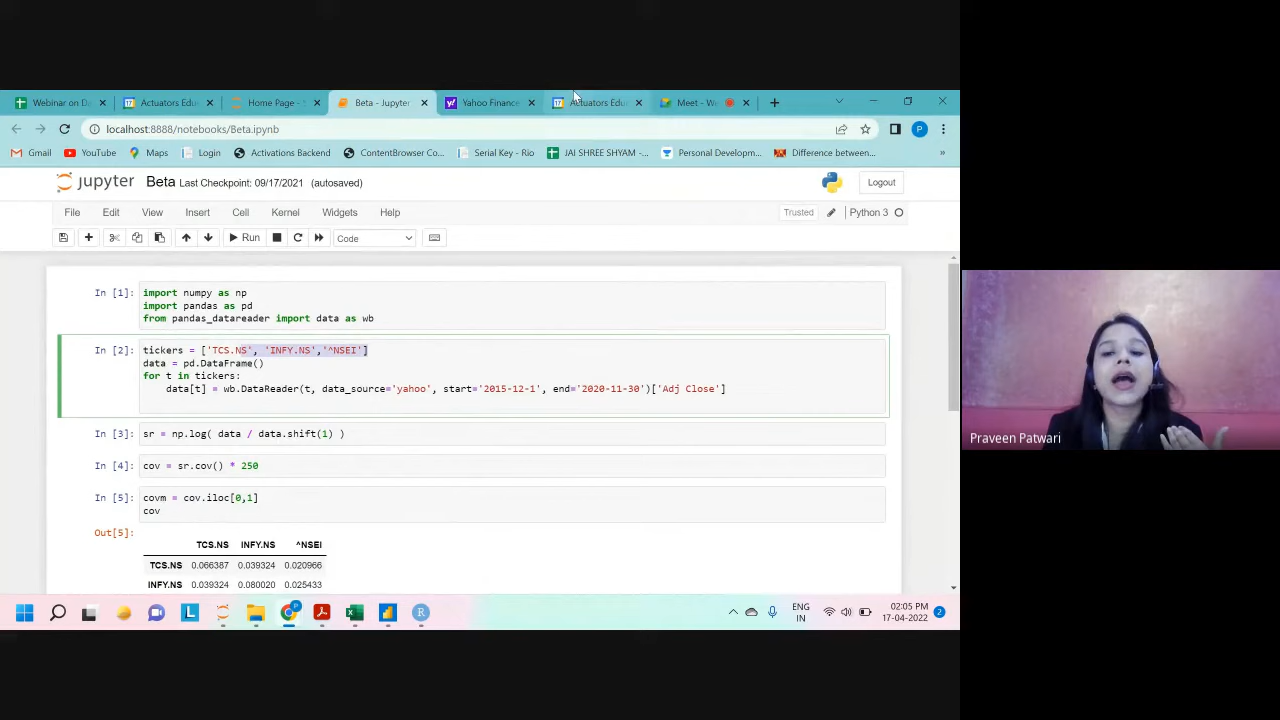 Webinar on Da
Actuators Edu
Home Page - S
Beta - Jupyter
Yahoo Finance
Actuators Edu
Meet - We
localhost:8888/notebooks/Beta.ipynb
P
Gmail
YouTube
Maps
Login
Activations Backend
ContentBrowser Co...
Serial Key - Rio
JAI SHREE SHYAM -...
Personal Developm...
Difference between...
»
jupyter Beta Last Checkpoint: 09/17/2021 (autosaved)
Logout
File Edit View Insert Cell Kernel Widgets Help
Trusted
Python 3
Run
Code
In [1]: import numpy as np
import pandas as pd
from pandas_datareader import data as wb
In [2]: tickers = ['TCS.NS', 'INFY.NS','^NSEI']
data = pd.DataFrame()
for t in tickers:
data[t] = wb.DataReader(t, data_source='yahoo', start='2015-12-1', end='2020-11-30')['Adj Close']
In [3]: sr = np.log( data / data.shift(1) )
In [4]: cov = sr.cov() * 250
In [5]: covm = cov.iloc[0,1]
cov
Out[5]:
TCS.NS INFY.NS ^NSEI
TCS.NS 0.066387 0.039324 0.020966
INFY.NS 0.039324 0.080020 0.025433
Praveen Patwari
L
R
ENG
IN
02:05 PM
17-04-2022
2